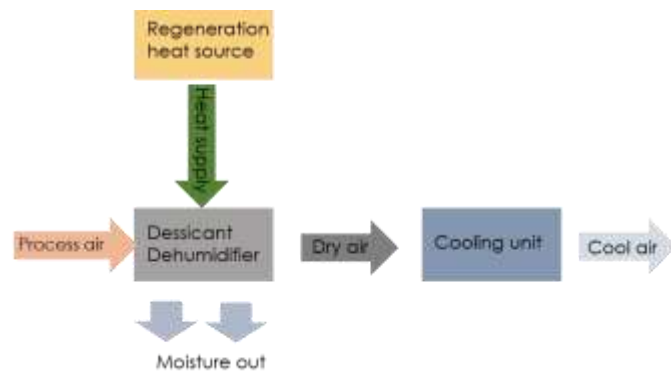 Regeneration
heat source
Heat supply
Process air
Dessicant
Dehumidifier
Dry air
Cooling unit
Cool air
Moisture out